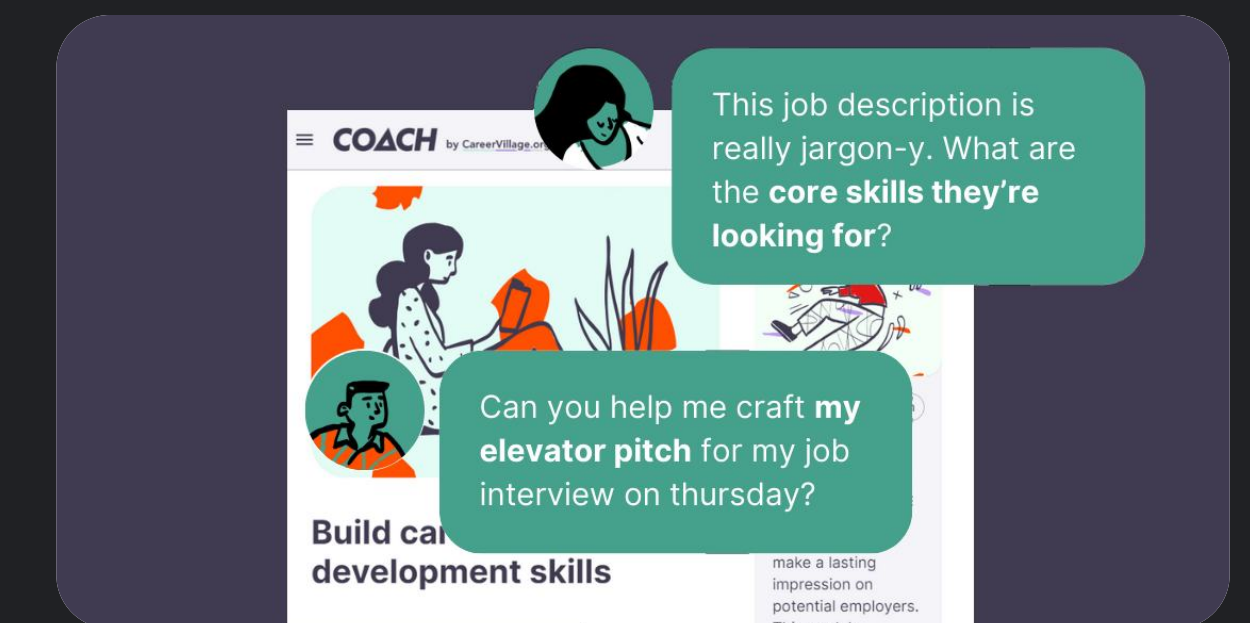 COACH by CareerVillage.or
This job description is
really jargon-y. What are
the core skills they’re
looking for?
Can you help me craft my
elevator pitch for my job
interview on thursday?
Build
development skills
make a lasting
impression on
potential employers.